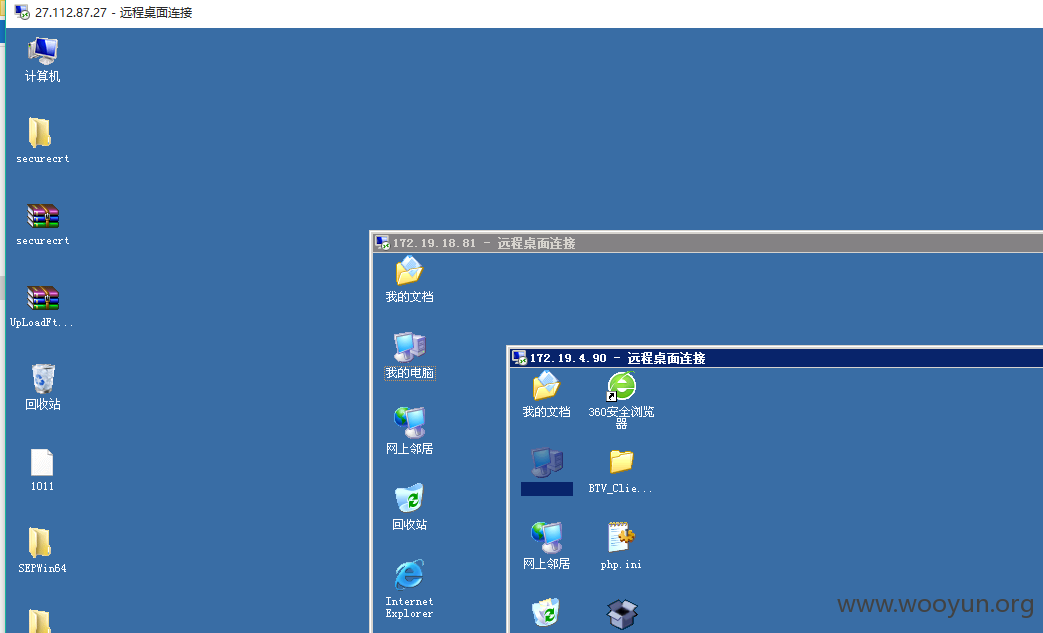 27.112.87.27 - 远程桌面连接
计算机
securecrt
securecrt
UpLoadFt...
回收站
1011
SEPWin64
172.19.18.81 - 远程桌面连接
我的文档
我的电脑
网上邻居
回收站
Internet
Explorer
172.19.4.90 - 远程桌面连接
我的文档
360安全浏览
器
BTV_Clie...
网上邻居
php.ini
www.wooyun.org